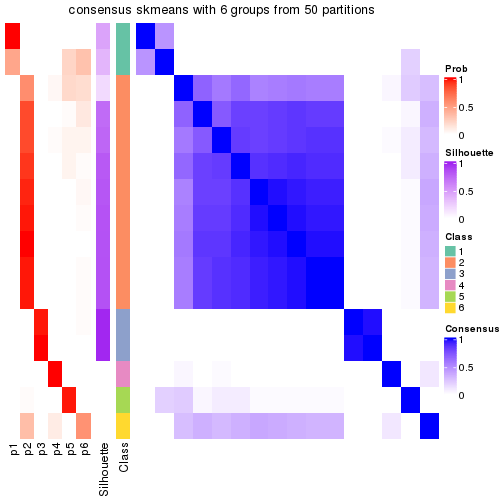 consensus skmeans with 6 groups from 50 partitions
Prob
1
0.5
0
Silhouette
1
0.5
0
Class
1
2
3
4
5
6
Consensus
1
0.5
0
p1
p2
p3
p4
p5
p6
Silhouette
Class